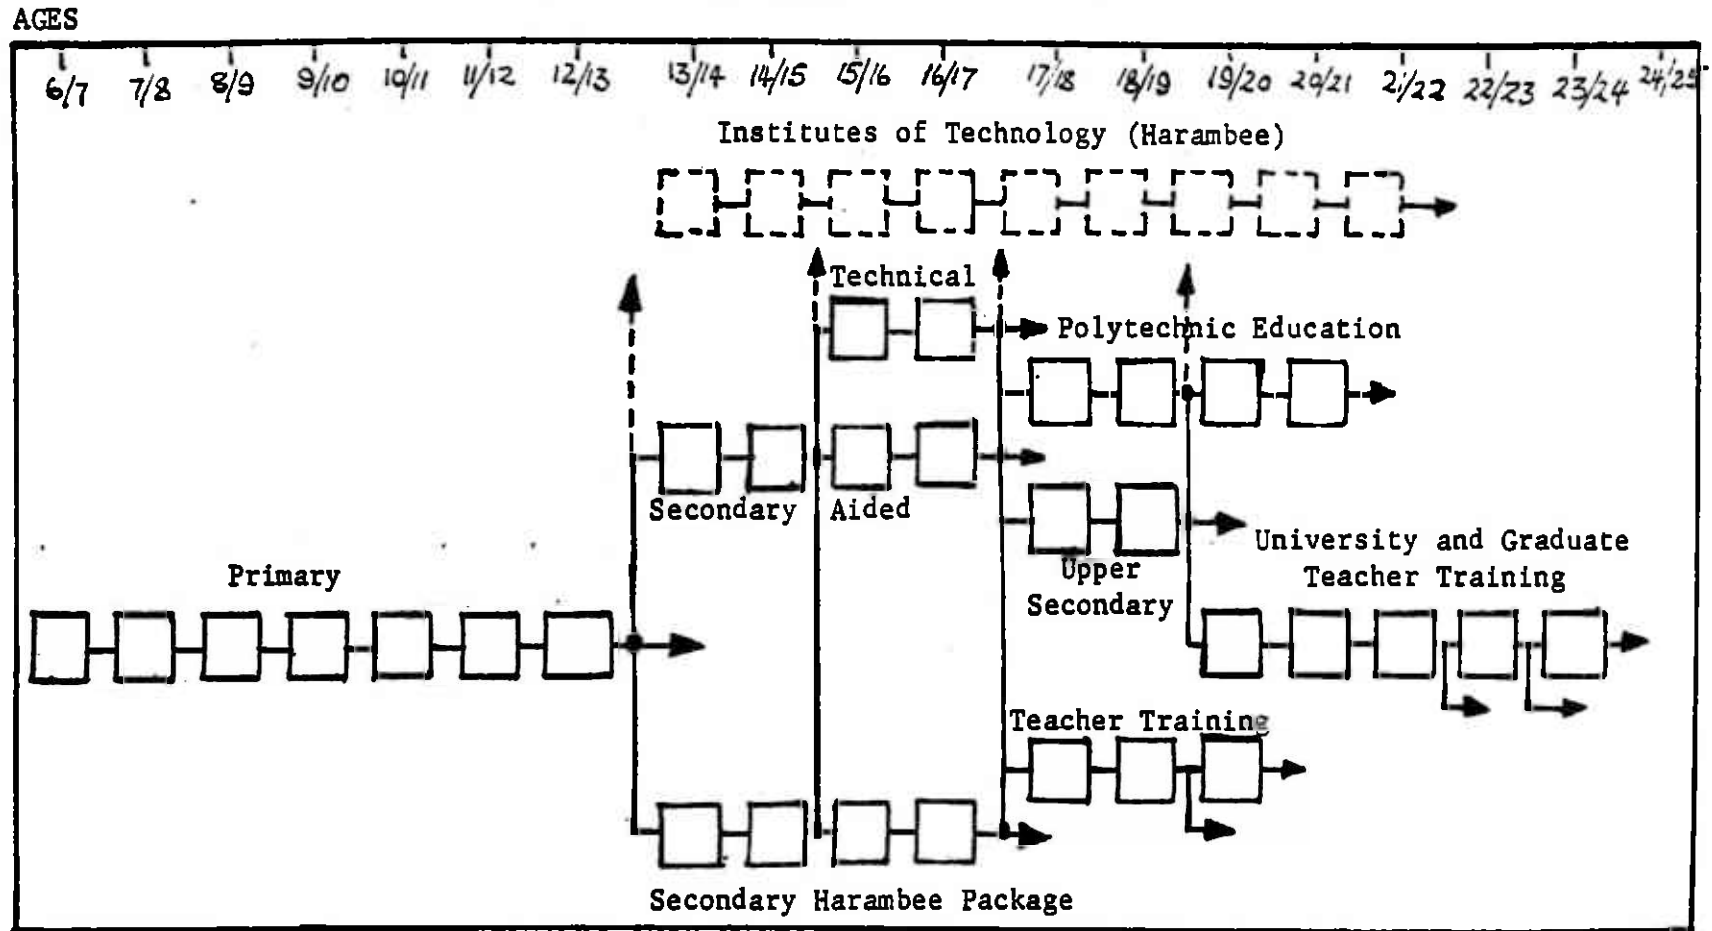 AGES
6/7 7/8 8/9 9/10 10/11 11/12 12/13 13/14 14/15 15/16 16/17 17/18 18/19 19/20 20/21 21/22 22/23 23/24 24/25
Institutes of Technology (Harambee)
Technical
Polytechnic Education
Secondary Aided
University and Graduate
Teacher Training
Upper
Secondary
Primary
Teacher Training
Secondary Harambee Package